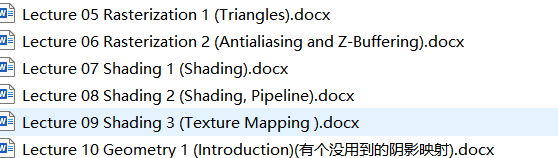 Lecture 05 Rasterization 1 (Triangles).docx
Lecture 06 Rasterization 2 (Antialiasing and Z-Buffering).docx
Lecture 07 Shading 1 (Shading).docx
Lecture 08 Shading 2 (Shading, Pipeline).docx
Lecture 09 Shading 3 (Texture Mapping ).docx
Lecture 10 Geometry 1 (Introduction)(有个没用到的阴影映射).docx